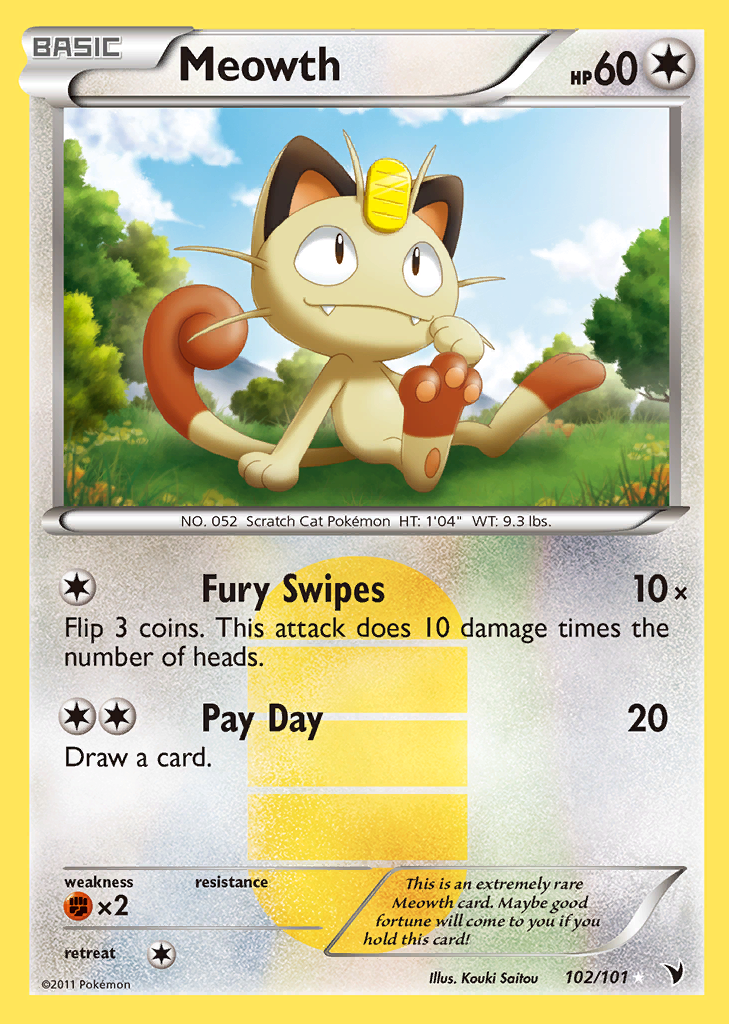 BASIC
Meowth
HP60
NO. 052 Scratch Cat Pokémon HT: 1'04" WT: 9.3 lbs.
Fury Swipes 10×
Flip 3 coins. This attack does 10 damage times the
number of heads.
Pay Day 20
Draw a card.
weakness resistance
×2
This is an extremely rare
Meowth card. Maybe good
fortune will come to you if you
hold this card!
retreat
©2011 Pokémon
Illus. Kouki Saitou 102/101